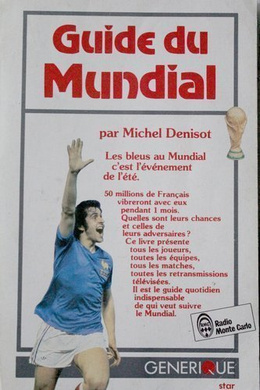 Guide du
Mundial
par Michel Denisot
Les bleus au Mundial
c'est l'événement
de l'été.
50 millions de Français
vibreront avec eux
pendant 1 mois.
Quelles sont leurs chances
et celles de
leurs adversaires ?
Ce livre présente
tous les joueurs,
toutes les équipes,
tous les matches,
toutes les retransmissions
télévisées.
Il est le guide quotidien
indispensable
de qui veut suivre
le Mundial.
Radio
Monte Carlo
GENERIQUE
star